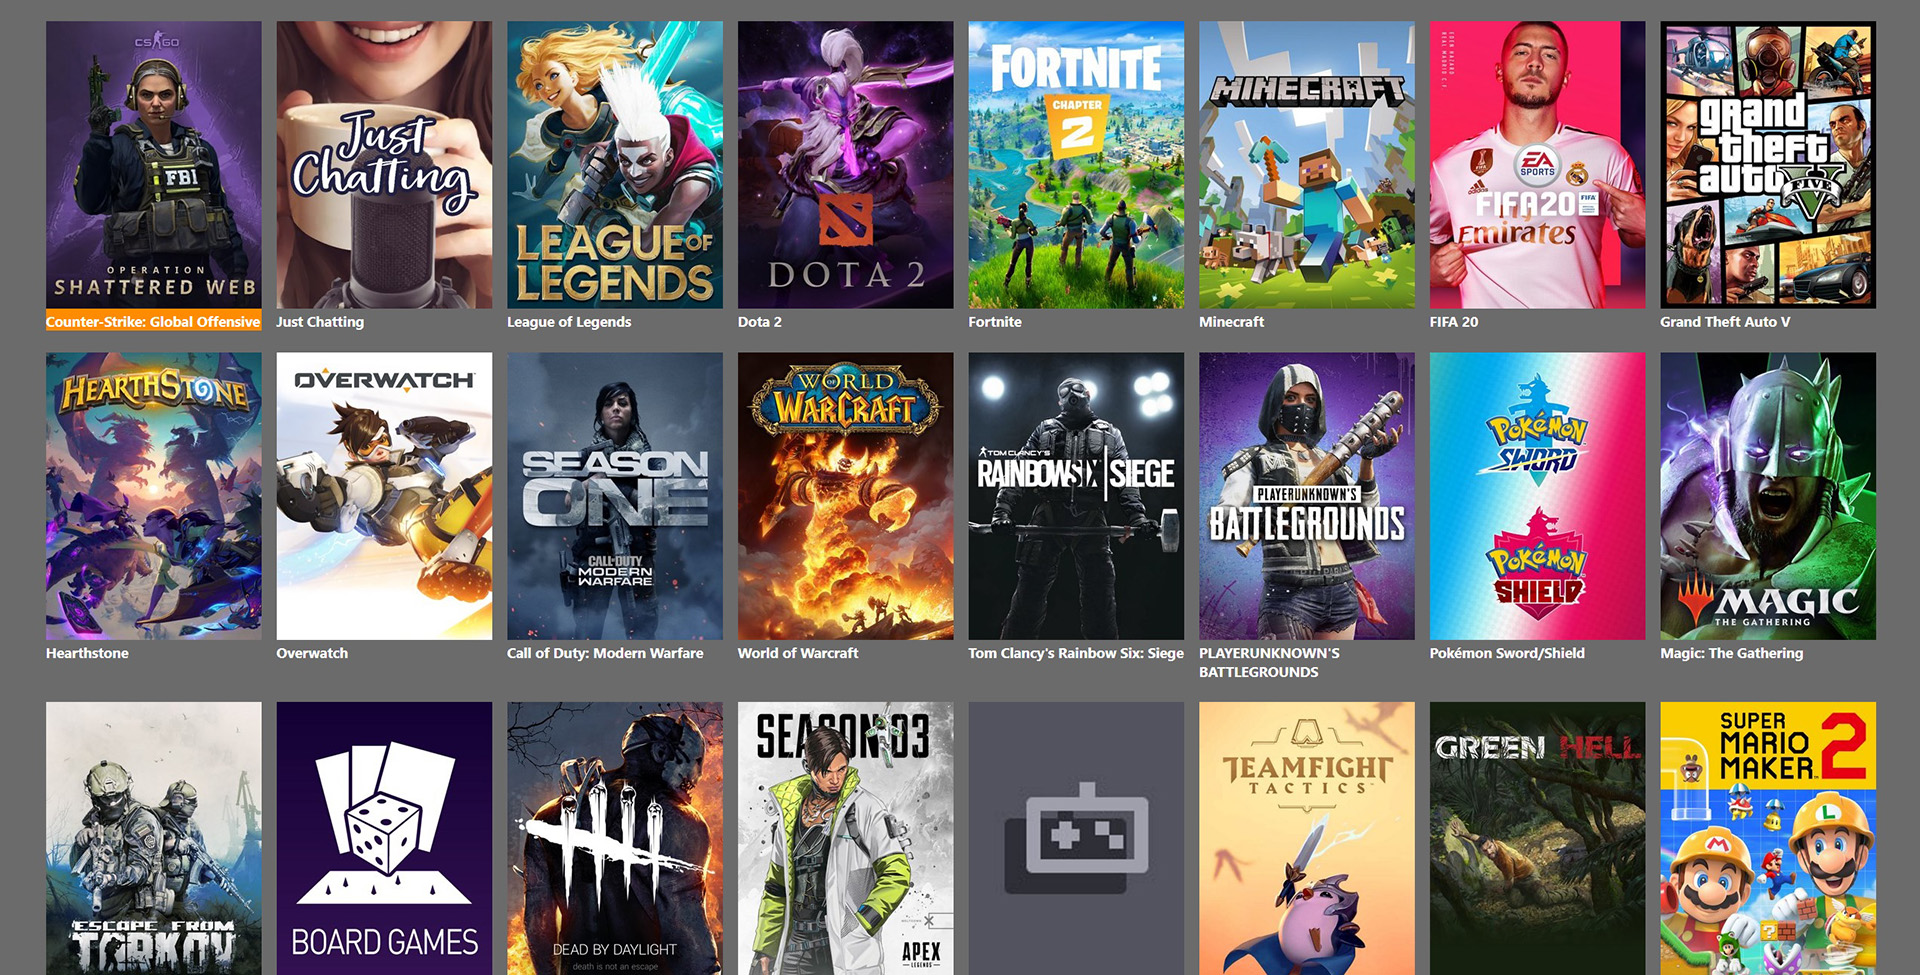 CS GO
FBI
OPERATION
SHATTERED WEB
Counter-Strike: Global Offensive
Just
Chatting
Just Chatting
LEAGUE OF
LEGENDS
League of Legends
DOTA 2
Dota 2
FORTNITE
CHAPTER
2
Fortnite
MINECRAFT
Minecraft
EDEN HAZARD
REAL MADRID C.F.
EA
SPORTS
adidas
FIFA 20
FIFA
Emirates
FIFA 20
grand
theft
auto
FIVE
Grand Theft Auto V
HEARTHSTONE
Hearthstone
OVERWATCH
Overwatch
SEASON
ONE
CALL OF DUTY
MODERN
WARFARE
Call of Duty: Modern Warfare
WORLD
OF
WARCRAFT
World of Warcraft
TOM CLANCY'S
RAINBOW SIX | SIEGE
Tom Clancy's Rainbow Six: Siege
PLAYERUNKNOWN'S
BATTLEGROUNDS
PLAYERUNKNOWN'S
BATTLEGROUNDS
POKÉMON
SWORD
POKÉMON
SHIELD
Pokémon Sword/Shield
MAGIC
THE GATHERING
Magic: The Gathering
ESCAPE FROM
TARKOV
BOARD GAMES
DEAD BY DAYLIGHT
death is not an escape
SEASON 03
APEX
LEGENDS
TEAMFIGHT
TACTICS
GREEN HELL
SUPER
MARIO
MAKER 2
M
L